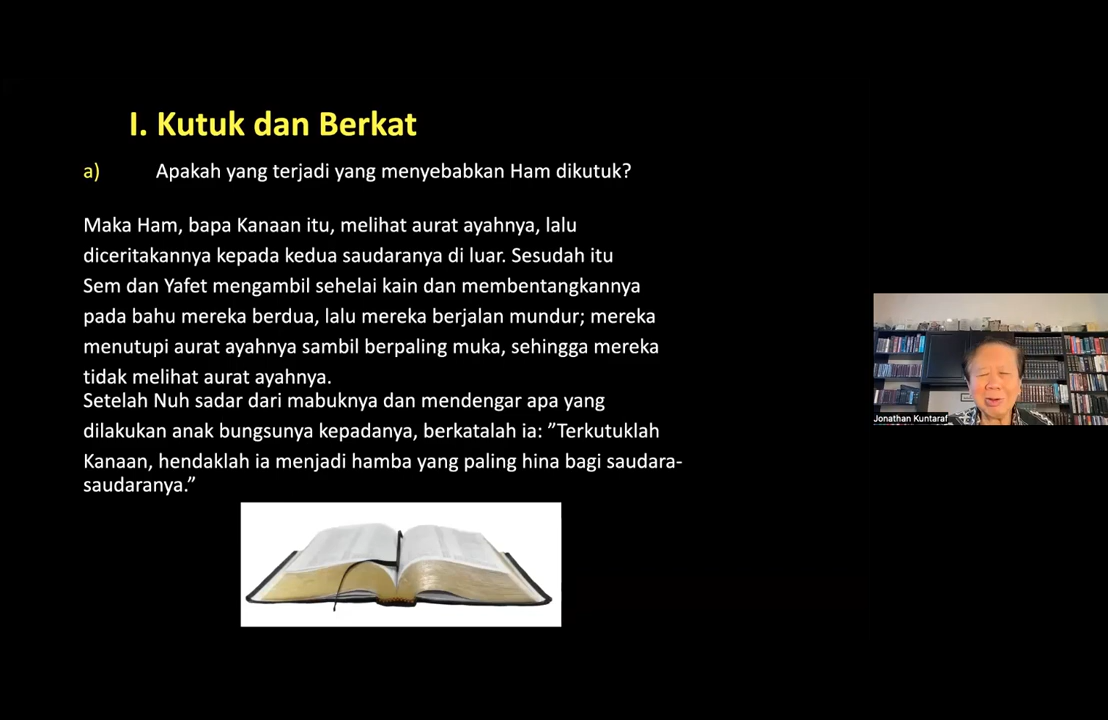 I. Kutuk dan Berkat
a) Apakah yang terjadi yang menyebabkan Ham dikutuk?
Maka Ham, bapa Kanaan itu, melihat aurat ayahnya, lalu
diceritakannya kepada kedua saudaranya di luar. Sesudah itu
Sem dan Yafet mengambil sehelai kain dan membentangkannya
pada bahu mereka berdua, lalu mereka berjalan mundur; mereka
menutupi aurat ayahnya sambil berpaling muka, sehingga mereka
tidak melihat aurat ayahnya.
Setelah Nuh sadar dari mabuknya dan mendengar apa yang
dilakukan anak bungsunya kepadanya, berkatalah ia: ”Terkutuklah
Kanaan, hendaklah ia menjadi hamba yang paling hina bagi saudara-
saudaranya.”
Jonathan Kuntaraf